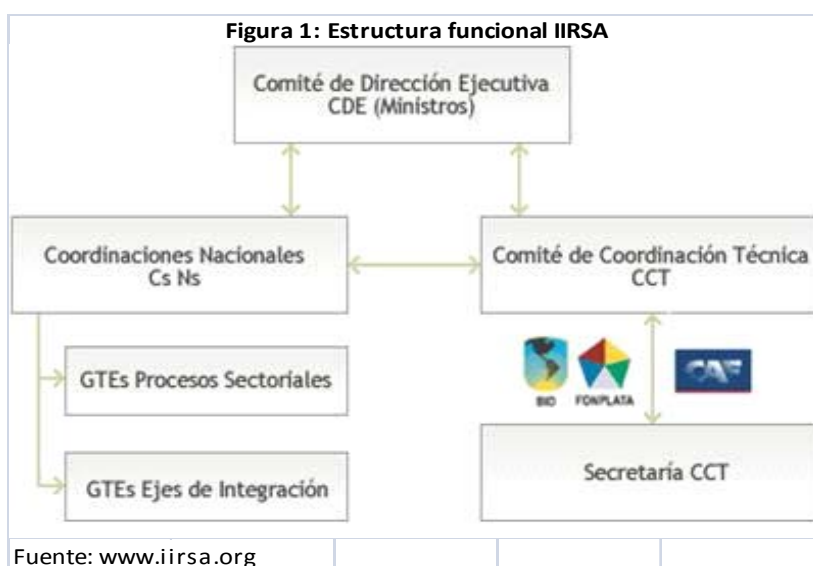 Figura 1: Estructura funcional IIRSA
Comité de Dirección Ejecutiva
CDE (Ministros)
Coordinaciones Nacionales
Cs Ns
Comité de Coordinación Técnica
CCT
GTEs Procesos Sectoriales
BID FONPLATA CAF
GTEs Ejes de Integración
Secretaría CCT
Fuente: www.iirsa.org